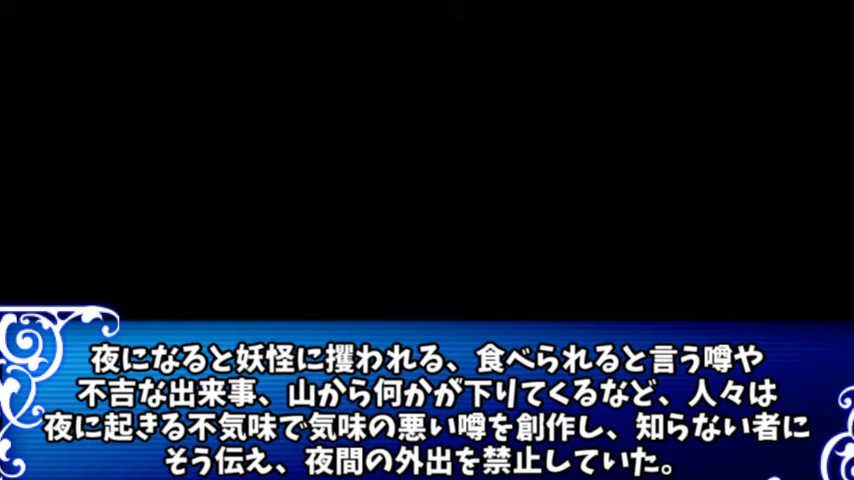 夜になると妖怪に攫われる、食べられると言う噂や
不吉な出来事、山から何かが下りてくるなど、人々は
夜に起きる不気味で気味の悪い噂を創作し、知らない者に
そう伝え、夜間の外出を禁止していた。